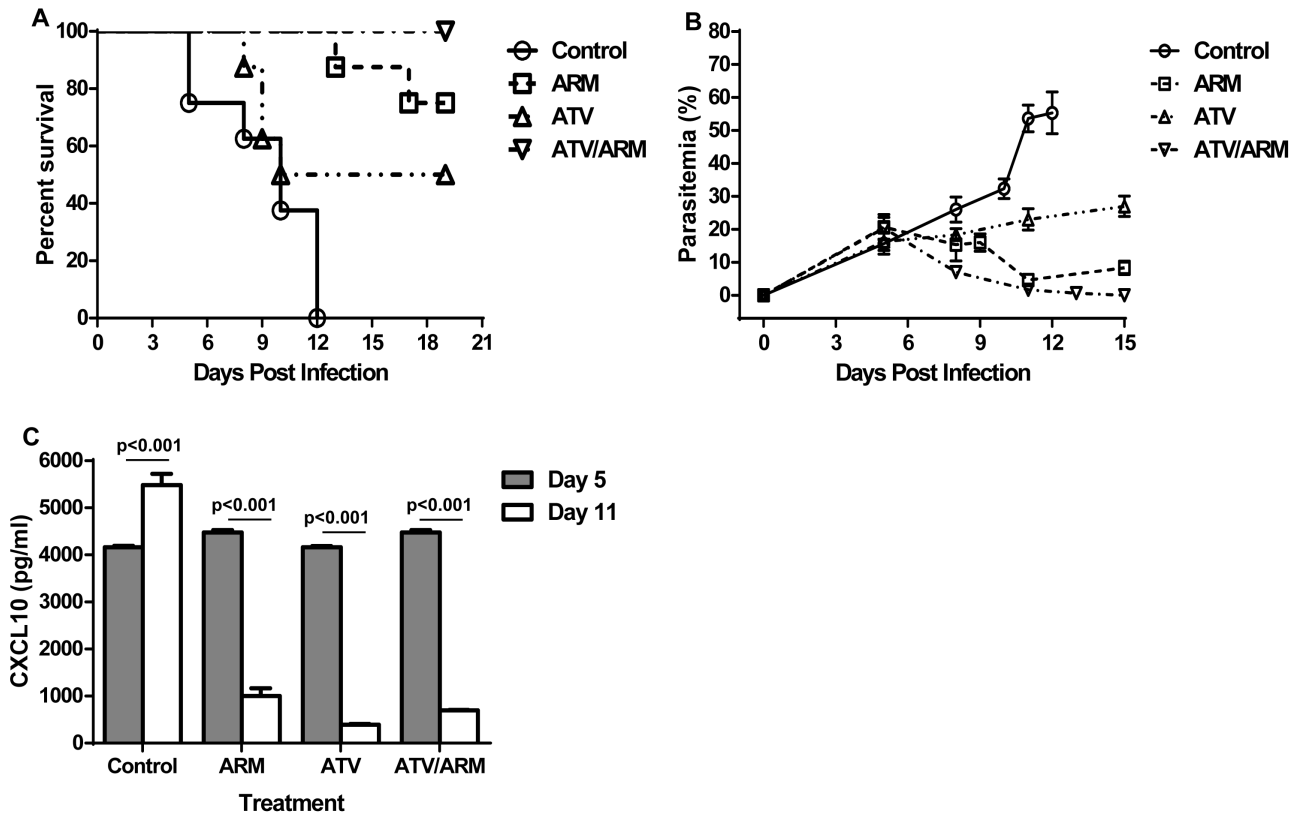 A
Percent survival
100
80
60
40
20
0
0 3 6 9 12 15 18 21
Days Post Infection
Control
ARM
ATV
ATV/ARM
B
Parasitemia (%)
80
70
60
50
40
30
20
10
0
0 3 6 9 12 15
Days Post Infection
Control
ARM
ATV
ATV/ARM
C
CXCL10 (pg/ml)
6000
5000
4000
3000
2000
1000
0
p<0.001
p<0.001
p<0.001
p<0.001
Control ARM ATV ATV/ARM
Treatment
Day 5
Day 11